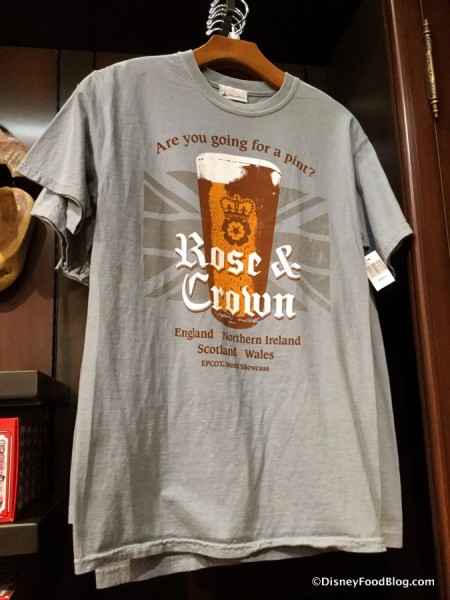 Are you going for a pint?
Rose &
Crown
England Northern Ireland
Scotland Wales
EPCOT, World Showcase
©DisneyFoodBlog.com